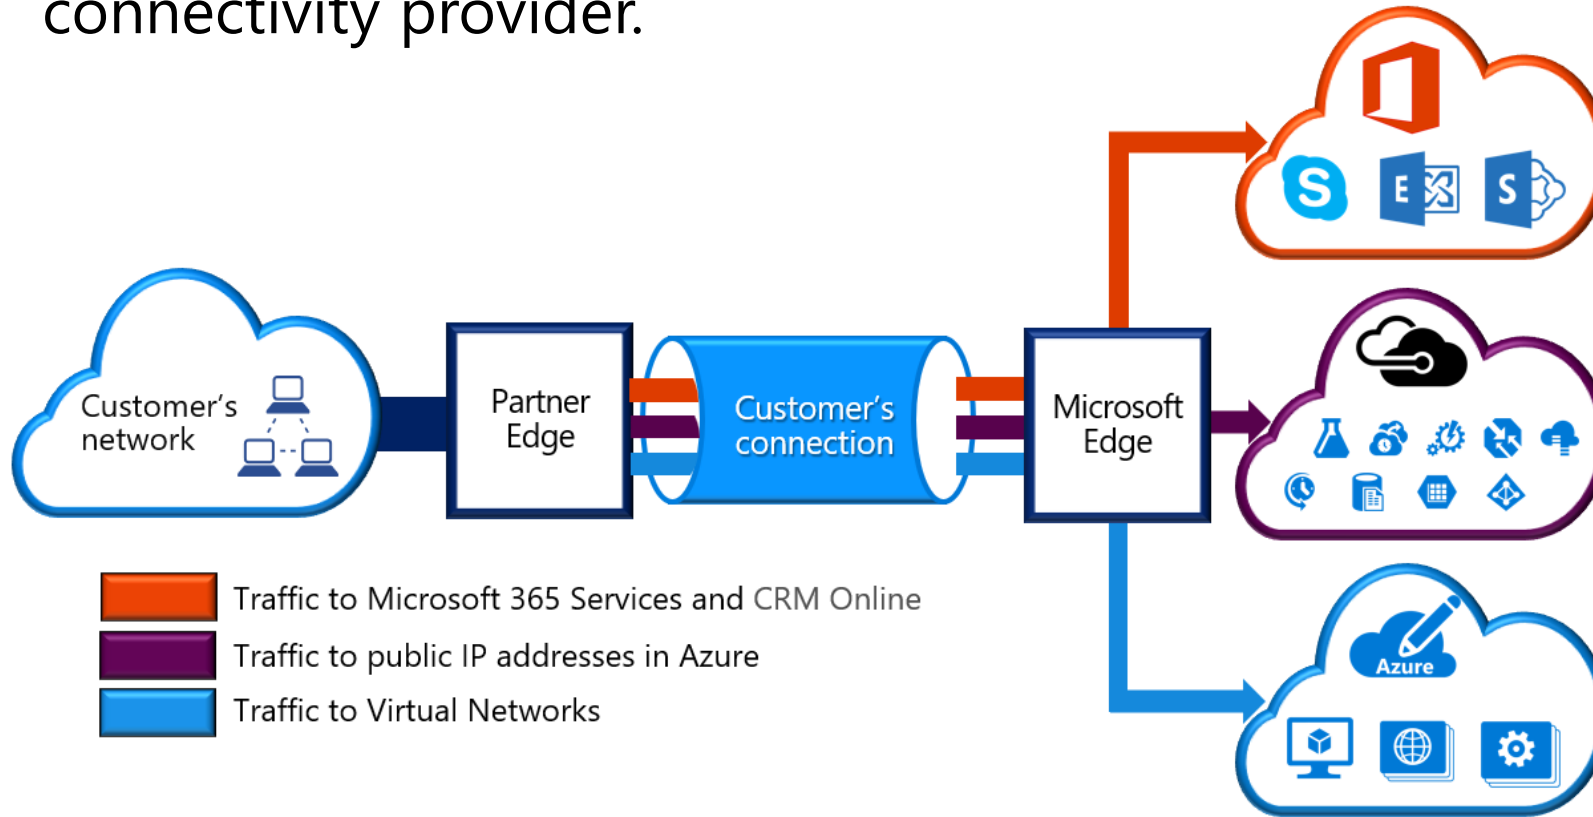 connectivity provider.
S
E
S
Customer's
network
Partner
Edge
Customer's
connection
Microsoft
Edge
Traffic to Microsoft 365 Services and CRM Online
Traffic to public IP addresses in Azure
Traffic to Virtual Networks
Azure